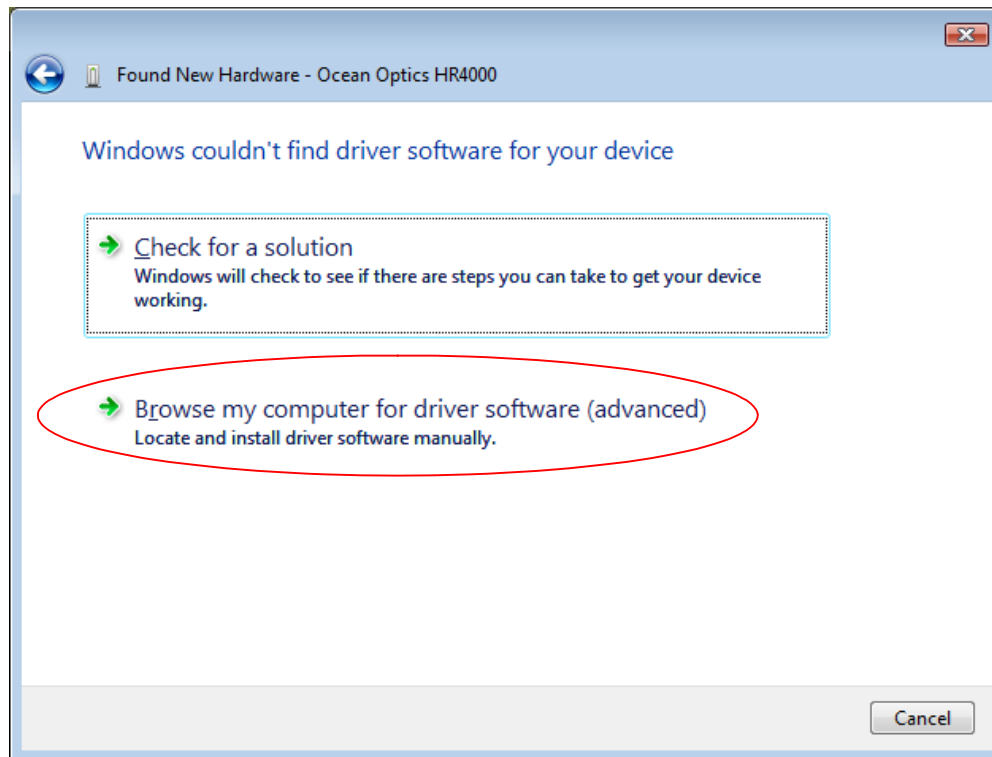 Found New Hardware - Ocean Optics HR4000
Windows couldn't find driver software for your device
Check for a solution
Windows will check to see if there are steps you can take to get your device
working.
Browse my computer for driver software (advanced)
Locate and install driver software manually.
Cancel